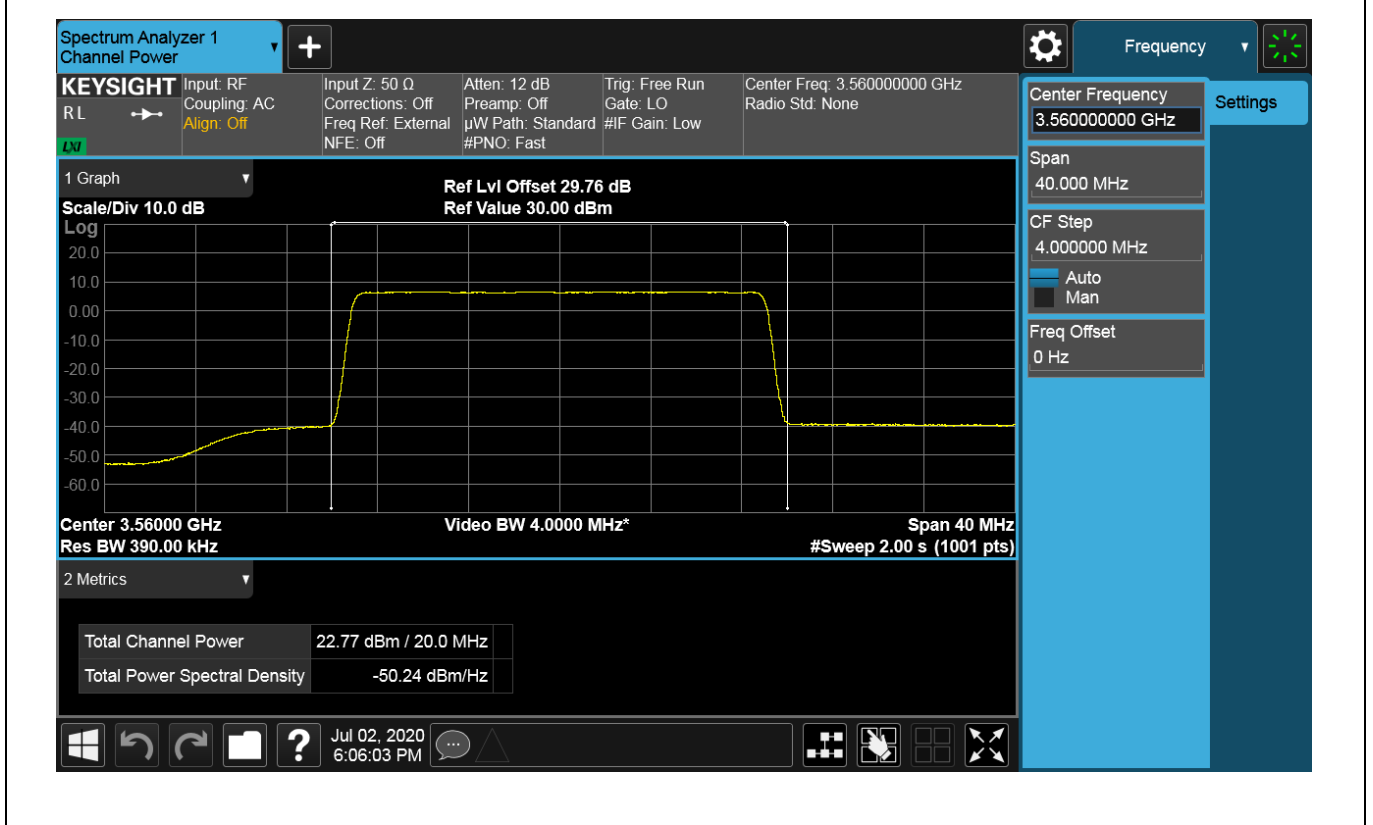 Spectrum Analyzer 1
Channel Power
Frequency
KEYSIGHT
R L
LXI
Input: RF
Coupling: AC
Align: Off
Input Z: 50 Ω
Corrections: Off
Freq Ref: External
NFE: Off
Atten: 12 dB
Preamp: Off
µW Path: Standard
#PNO: Fast
Trig: Free Run
Gate: LO
#IF Gain: Low
Center Freq: 3.560000000 GHz
Radio Std: None
Center Frequency
3.560000000 GHz
Settings
Span
40.000 MHz
CF Step
4.000000 MHz
Auto
Man
Freq Offset
0 Hz
1 Graph
Scale/Div 10.0 dB
Ref Lvl Offset 29.76 dB
Ref Value 30.00 dBm
Log
20.0
10.0
0.00
-10.0
-20.0
-30.0
-40.0
-50.0
-60.0
Center 3.56000 GHz
Res BW 390.00 kHz
Video BW 4.0000 MHz*
Span 40 MHz
#Sweep 2.00 s (1001 pts)
2 Metrics
Total Channel Power 22.77 dBm / 20.0 MHz
Total Power Spectral Density -50.24 dBm/Hz
?
Jul 02, 2020
6:06:03 PM